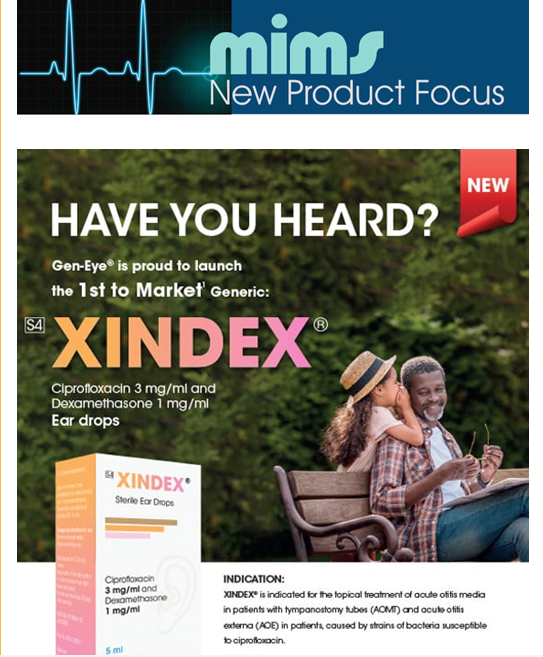 mims
New Product Focus
NEW
HAVE YOU HEARD?
Gen-Eye® is proud to launch
the 1st to Market¹ Generic:
S4 XINDEX®
Ciprofloxacin 3 mg/ml and
Dexamethasone 1 mg/ml
Ear drops
S4 XINDEX®
Sterile Ear Drops
Ciprofloxacin
3 mg/ml and
Dexamethasone
1 mg/ml
5 ml
INDICATION:
XINDEX® is indicated for the topical treatment of acute otitis media
in patients with tympanostomy tubes (AOMT) and acute otitis
externa (AOE) in patients, caused by strains of bacteria susceptible
to ciprofloxacin.